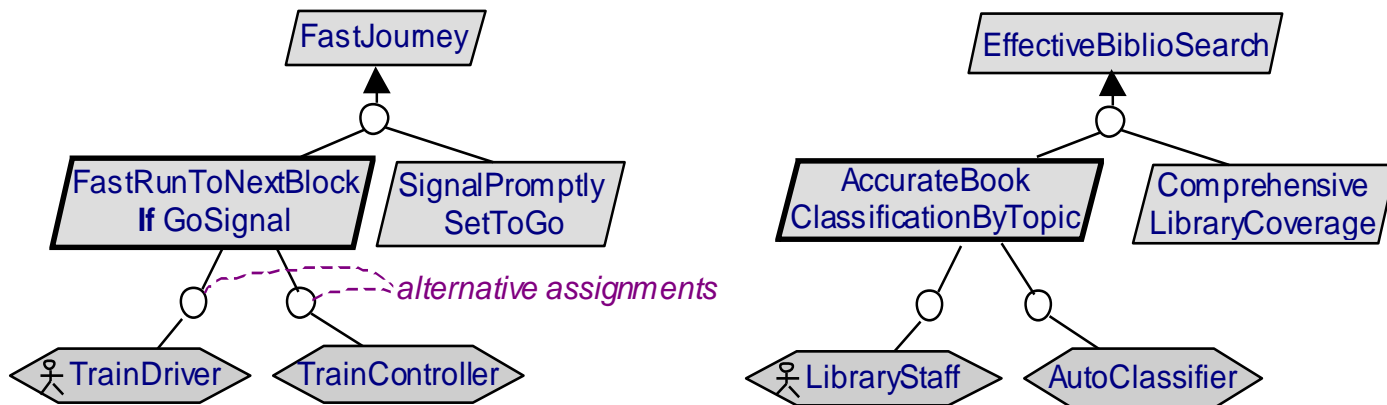 FastJourney
FastRunToNextBlock
If GoSignal
SignalPromptly
SetToGo
alternative assignments
TrainDriver
TrainController
EffectiveBiblioSearch
AccurateBook
ClassificationByTopic
Comprehensive
LibraryCoverage
LibraryStaff
AutoClassifier